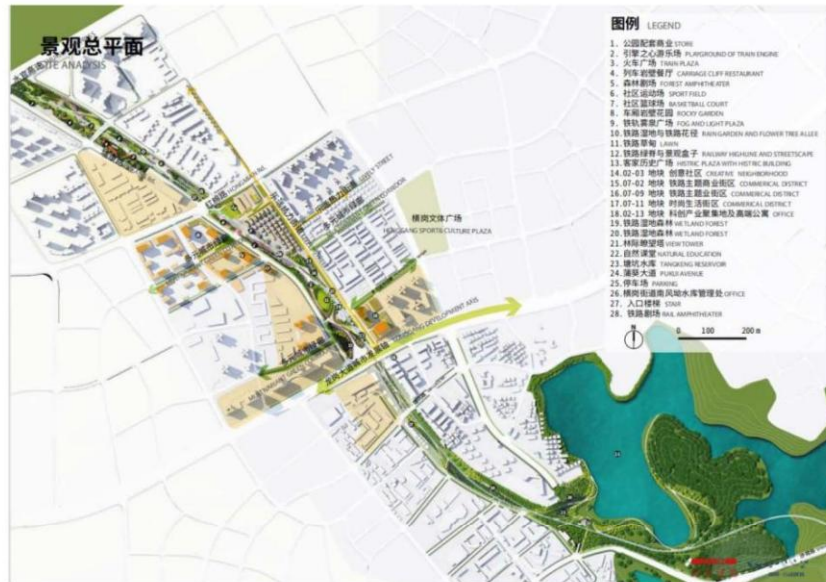 景观总平面
SITE ANALYSIS
图例 LEGEND
1. 公园配套商业 STORE
2. 引擎之心游乐场 PLAYGROUND OF TRAIN ENGINE
3. 火车广场 TRAIN PLAZA
4. 列车岩壁餐厅 CARRIAGE CLIFF RESTAURANT
5. 森林剧场 FOREST AMPHITHEATER
6. 社区运动场 SPORT FIELD
7. 社区篮球场 BASKETBALL COURT
8. 车厢岩壁花园 ROCKY GARDEN
9. 铁轨雾泉广场 FOG AND LIGHT PLAZA
10. 铁路湿地与铁路花径 RAIN GARDEN AND FLOWER TREE ALLEE
11. 铁路草甸 LAWN
12. 铁路绿脊与景观盒子 RAILWAY HIGHLINE AND STREETSCAPE
13. 客家历史广场 HISTRIC PLAZA WITH HISTRIC BUILDING
14. 02-03 地块 创意社区 CREATIVE NEIGHBORHOOD
15. 07-02 地块 铁路主题商业街区 COMMERICAL DISTRICT
16. 07-09 地块 铁路主题业街区 COMMERICAL DISTRICT
17. 07-11 地块 时尚生活街区 COMMERICAL DISTRICT
18. 02-13 地块 科创产业聚集地及高端公寓 OFFICE
19. 铁路湿地森林 WETLAND FOREST
20. 铁路湿地森林 WETLAND FOREST
21. 林际瞭望塔 VIEW TOWER
22. 自然课堂 NATURAL EDUCATION
23. 塘坑水库 TANGKENG RESERVOIR
24. 蒲葵大道 PUKUI AVENUE
25. 停车场 PARKING
26. 横岗街道南风坳水库管理处 OFFICE
27. 入口楼梯 STAIR
28. 铁路剧场 RAIL AMPHITHEATER
N
0 100 200 m
横岗文体广场
HENGGANG SPORTS CULTURE PLAZA